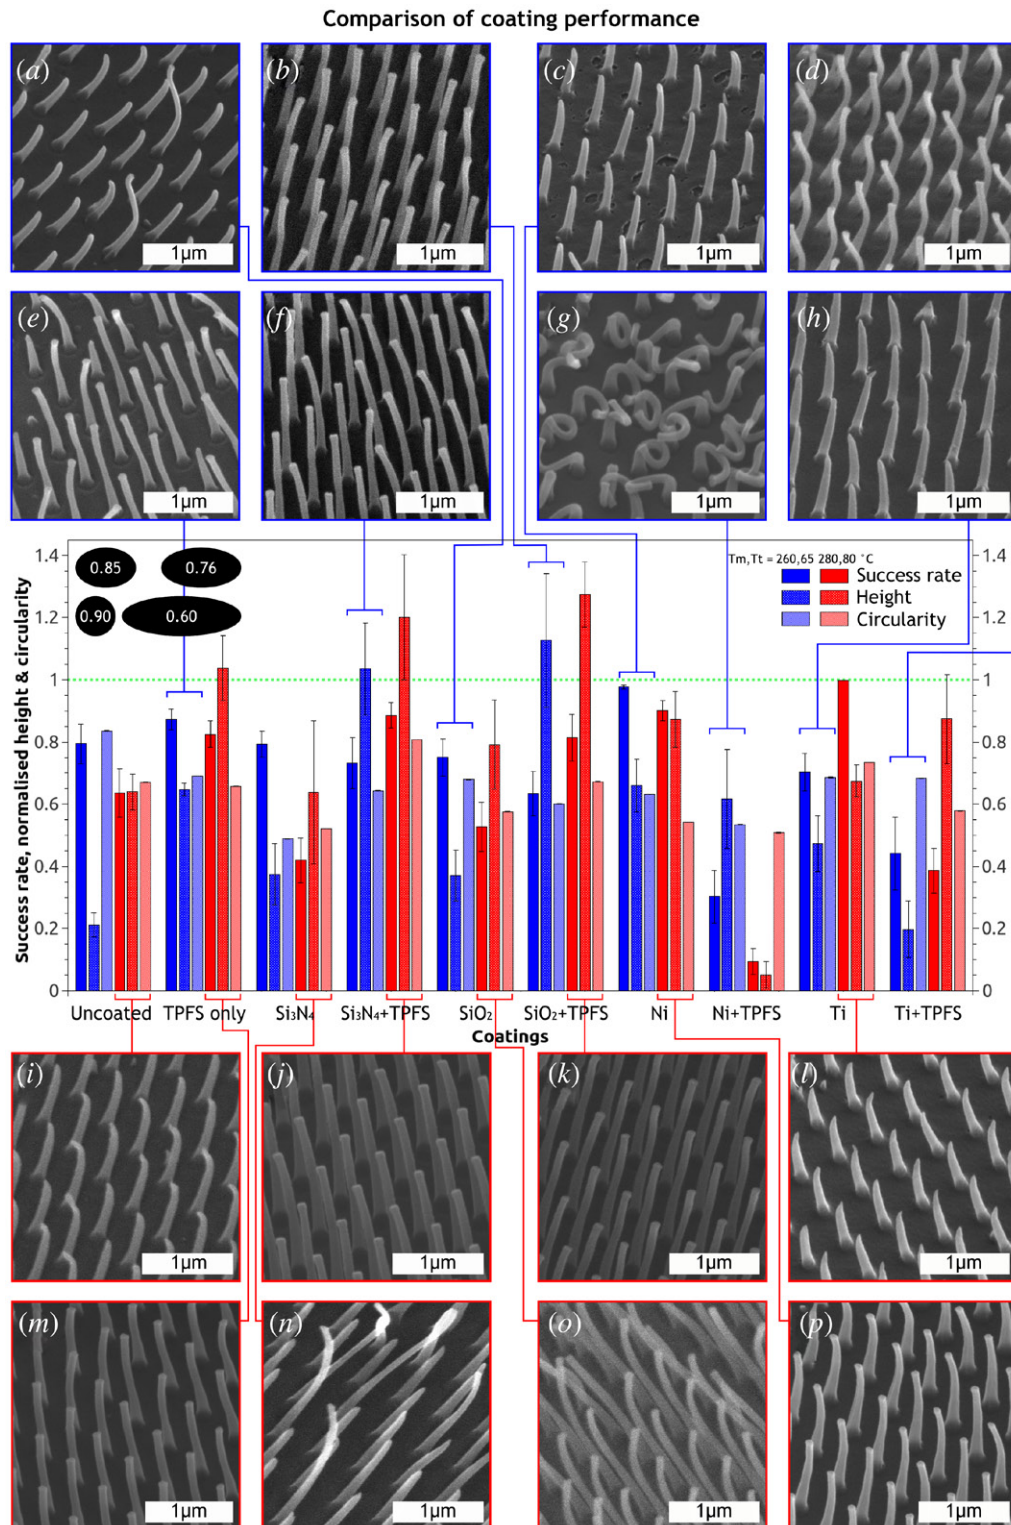 Comparison of coating performance
(a)
(b)
(c)
(d)
1μm
1μm
1μm
1μm
(e)
(f)
(g)
(h)
1μm
1μm
1μm
1μm
1.4
1.2
1
0.8
0.6
0.4
0.2
0
Success rate, normalised height & circularity
0.85
0.76
0.90
0.60
Tm,Tt = 260,65 280,80 °C
Success rate
Height
Circularity
1.4
1.2
1
0.8
0.6
0.4
0.2
0
Uncoated TPFS only Si₃N₄ Si₃N₄+TPFS SiO₂ SiO₂+TPFS Ni Ni+TPFS Ti Ti+TPFS
Coatings
(i)
(j)
(k)
(l)
1μm
1μm
1μm
1μm
(m)
(n)
(o)
(p)
1μm
1μm
1μm
1μm